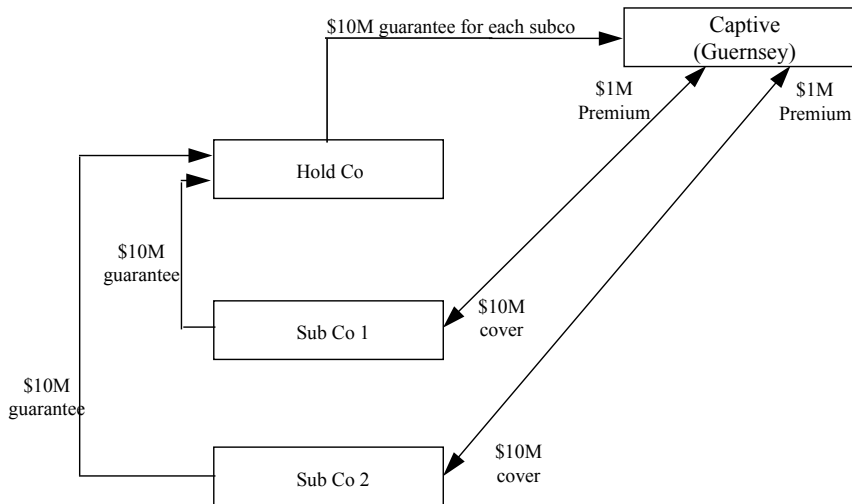 $10M guarantee for each subco
Captive
(Guernsey)
$1M
Premium
$1M
Premium
Hold Co
$10M
guarantee
$10M
cover
Sub Co 1
$10M
guarantee
$10M
cover
Sub Co 2